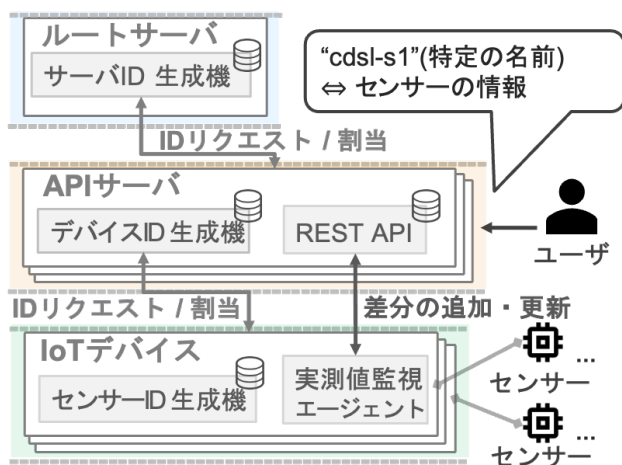 ルートサーバ
サーバID 生成機
“cdsl-s1”(特定の名前)
⇔ センサーの情報
IDリクエスト / 割当
APIサーバ
デバイスID 生成機
REST API
ユーザ
IDリクエスト / 割当
差分の追加・更新
IoTデバイス
センサーID 生成機
実測値監視
エージェント
...
センサー
...
センサー